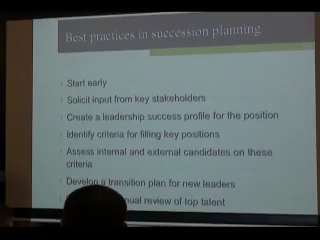 Best practices in succession planning
Start early
Solicit input from key stakeholders
Create a leadership success profile for the position
Identify criteria for filling key positions
Assess internal and external candidates on these
criteria
Develop a transition plan for new leaders
review of top talent